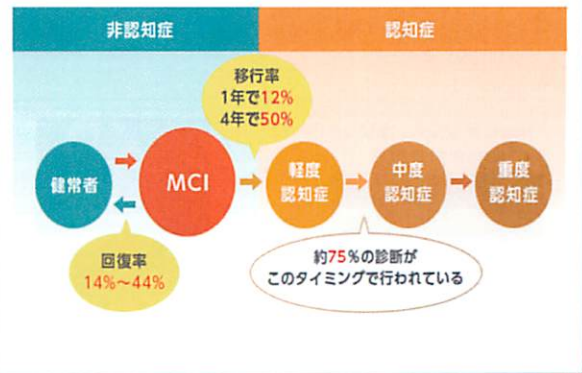 非認知症
認知症
移行率
1年で12%
4年で50%
健常者
MCI
軽度
認知症
中度
認知症
重度
認知症
回復率
14%～44%
約75%の診断が
このタイミングで行われている